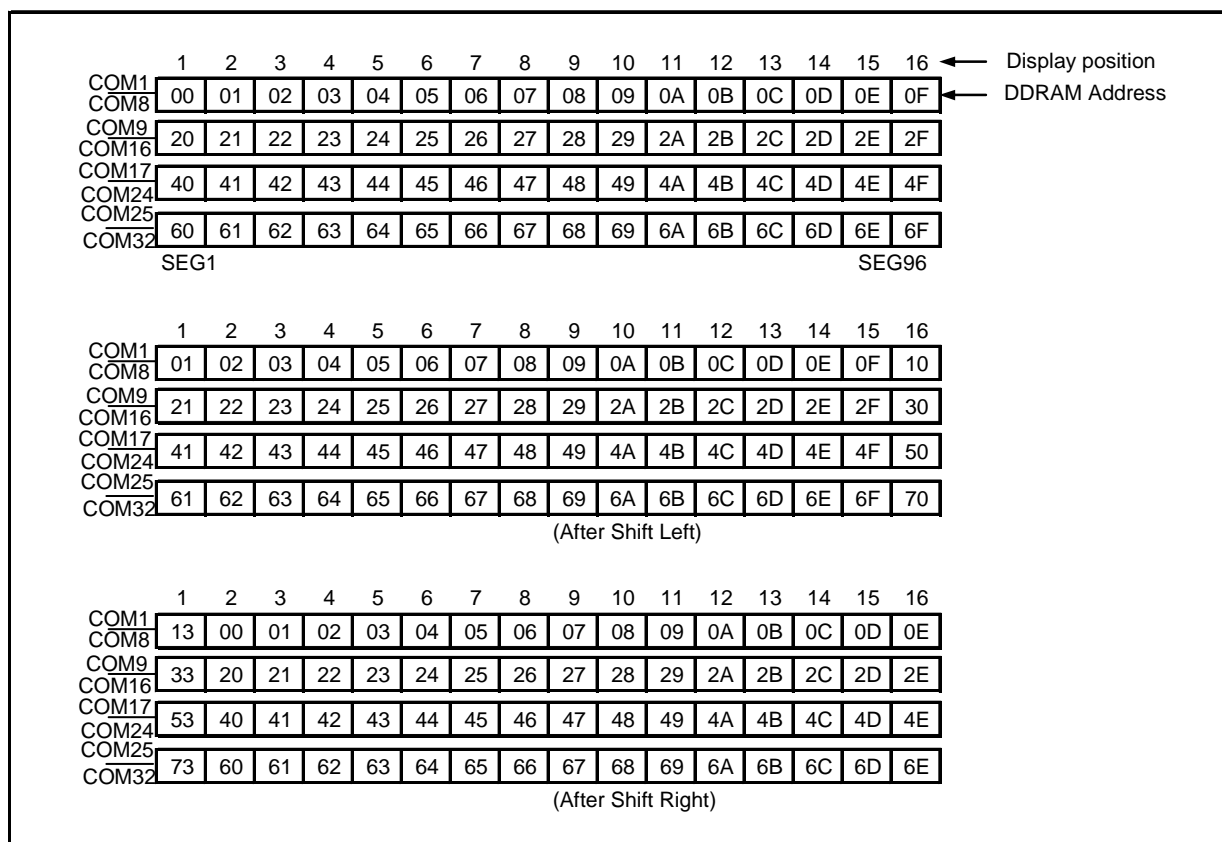 1 2 3 4 5 6 7 8 9 10 11 12 13 14 15 16 Display position
COM1
COM8 00 01 02 03 04 05 06 07 08 09 0A 0B 0C 0D 0E 0F DDRAM Address
COM9
COM16 20 21 22 23 24 25 26 27 28 29 2A 2B 2C 2D 2E 2F
COM17
COM24 40 41 42 43 44 45 46 47 48 49 4A 4B 4C 4D 4E 4F
COM25
COM32 60 61 62 63 64 65 66 67 68 69 6A 6B 6C 6D 6E 6F
SEG1 SEG96
1 2 3 4 5 6 7 8 9 10 11 12 13 14 15 16
COM1
COM8 01 02 03 04 05 06 07 08 09 0A 0B 0C 0D 0E 0F 10
COM9
COM16 21 22 23 24 25 26 27 28 29 2A 2B 2C 2D 2E 2F 30
COM17
COM24 41 42 43 44 45 46 47 48 49 4A 4B 4C 4D 4E 4F 50
COM25
COM32 61 62 63 64 65 66 67 68 69 6A 6B 6C 6D 6E 6F 70
(After Shift Left)
1 2 3 4 5 6 7 8 9 10 11 12 13 14 15 16
COM1
COM8 13 00 01 02 03 04 05 06 07 08 09 0A 0B 0C 0D 0E
COM9
COM16 33 20 21 22 23 24 25 26 27 28 29 2A 2B 2C 2D 2E
COM17
COM24 53 40 41 42 43 44 45 46 47 48 49 4A 4B 4C 4D 4E
COM25
COM32 73 60 61 62 63 64 65 66 67 68 69 6A 6B 6C 6D 6E
(After Shift Right)